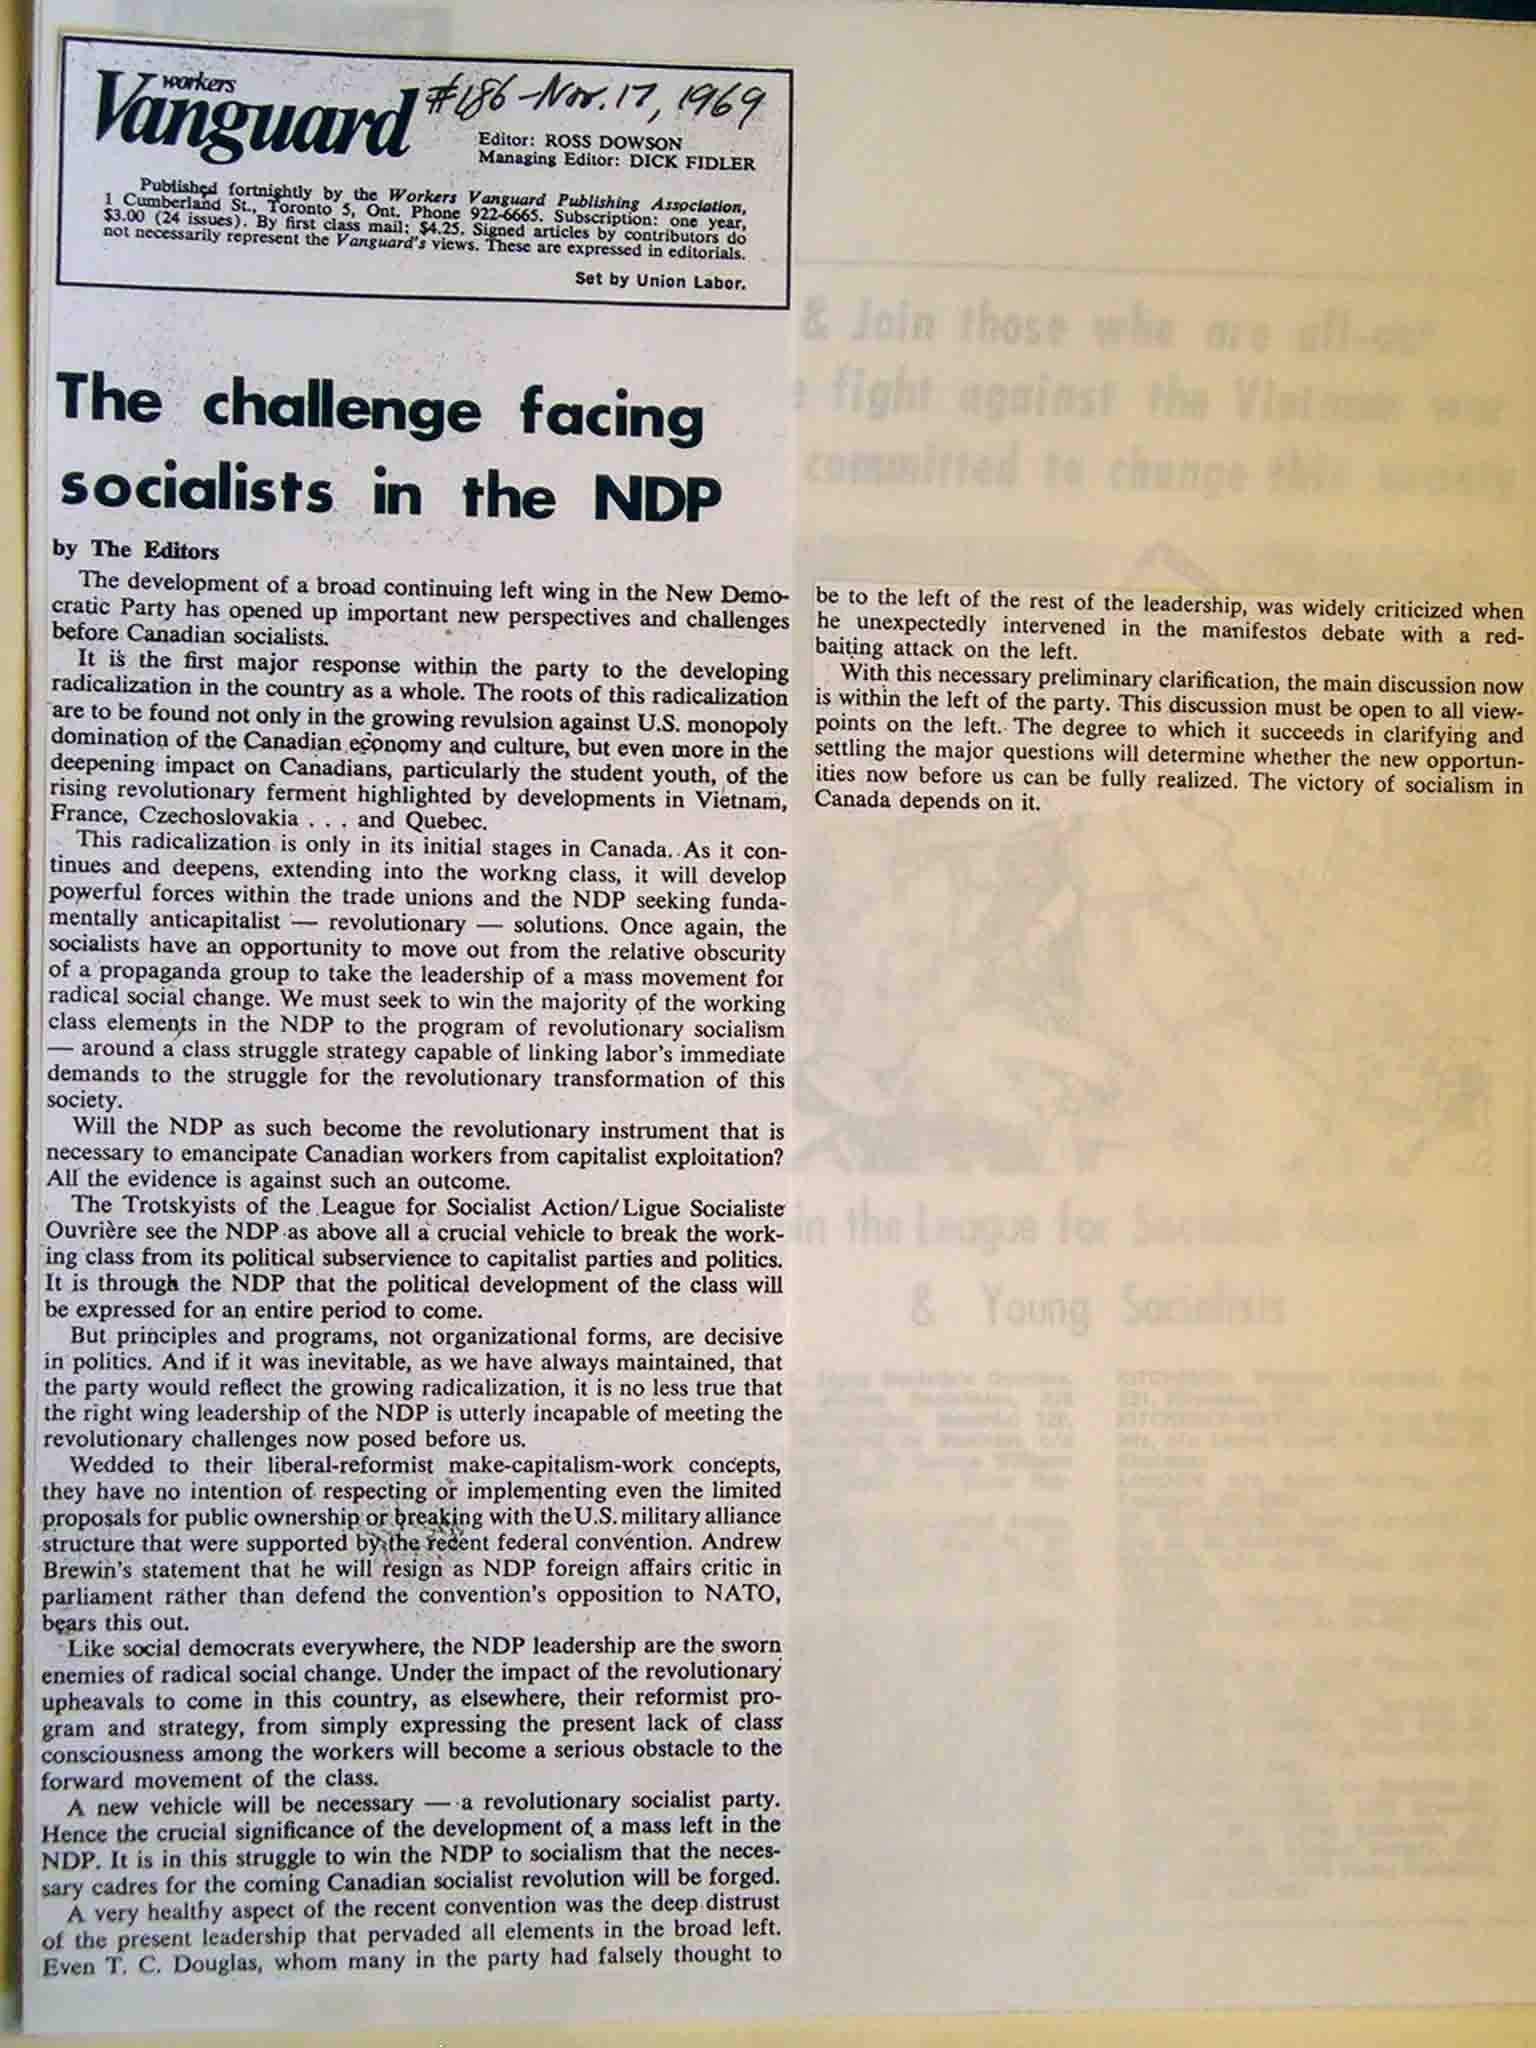 workers
Vanguard
#186-Nov. 17, 1969
Editor: ROSS DOWSON
Managing Editor: DICK FIDLER
Published fortnightly by the Workers Vanguard Publishing Association,
1 Cumberland St., Toronto 5, Ont. Phone 922-6665. Subscription: one year,
$3.00 (24 issues). By first class mail: $4.25. Signed articles by contributors do
not necessarily represent the Vanguard's views. These are expressed in editorials.
Set by Union Labor.
The challenge facing
socialists in the NDP
by The Editors
The development of a broad continuing left wing in the New Demo-
cratic Party has opened up important new perspectives and challenges
before Canadian socialists.
It is the first major response within the party to the developing
radicalization in the country as a whole. The roots of this radicalization
are to be found not only in the growing revulsion against U.S. monopoly
domination of the Canadian economy and culture, but even more in the
deepening impact on Canadians, particularly the student youth, of the
rising revolutionary ferment highlighted by developments in Vietnam,
France, Czechoslovakia . . . and Quebec.
This radicalization is only in its initial stages in Canada. As it con-
tinues and deepens, extending into the workng class, it will develop
powerful forces within the trade unions and the NDP seeking funda-
mentally anticapitalist — revolutionary — solutions. Once again, the
socialists have an opportunity to move out from the relative obscurity
of a propaganda group to take the leadership of a mass movement for
radical social change. We must seek to win the majority of the working
class elements in the NDP to the program of revolutionary socialism
— around a class struggle strategy capable of linking labor's immediate
demands to the struggle for the revolutionary transformation of this
society.
Will the NDP as such become the revolutionary instrument that is
necessary to emancipate Canadian workers from capitalist exploitation?
All the evidence is against such an outcome.
The Trotskyists of the League for Socialist Action/Ligue Socialiste
Ouvrière see the NDP as above all a crucial vehicle to break the work-
ing class from its political subservience to capitalist parties and politics.
It is through the NDP that the political development of the class will
be expressed for an entire period to come.
But principles and programs, not organizational forms, are decisive
in politics. And if it was inevitable, as we have always maintained, that
the party would reflect the growing radicalization, it is no less true that
the right wing leadership of the NDP is utterly incapable of meeting the
revolutionary challenges now posed before us.
Wedded to their liberal-reformist make-capitalism-work concepts,
they have no intention of respecting or implementing even the limited
proposals for public ownership or breaking with the U.S. military alliance
structure that were supported by the recent federal convention. Andrew
Brewin's statement that he will resign as NDP foreign affairs critic in
parliament rather than defend the convention's opposition to NATO,
bears this out.
Like social democrats everywhere, the NDP leadership are the sworn
enemies of radical social change. Under the impact of the revolutionary
upheavals to come in this country, as elsewhere, their reformist pro-
gram and strategy, from simply expressing the present lack of class
consciousness among the workers will become a serious obstacle to the
forward movement of the class.
A new vehicle will be necessary — a revolutionary socialist party.
Hence the crucial significance of the development of a mass left in the
NDP. It is in this struggle to win the NDP to socialism that the neces-
sary cadres for the coming Canadian socialist revolution will be forged.
A very healthy aspect of the recent convention was the deep distrust
of the present leadership that pervaded all elements in the broad left.
Even T. C. Douglas, whom many in the party had falsely thought to
be to the left of the rest of the leadership, was widely criticized when
he unexpectedly intervened in the manifestos debate with a red-
baiting attack on the left.
With this necessary preliminary clarification, the main discussion now
is within the left of the party. This discussion must be open to all view-
points on the left. The degree to which it succeeds in clarifying and
settling the major questions will determine whether the new opportun-
ities now before us can be fully realized. The victory of socialism in
Canada depends on it.
& Join those who are all-out
fight against the Vietnam war
committed to change this
in the League for Socialist
& Young Socialists